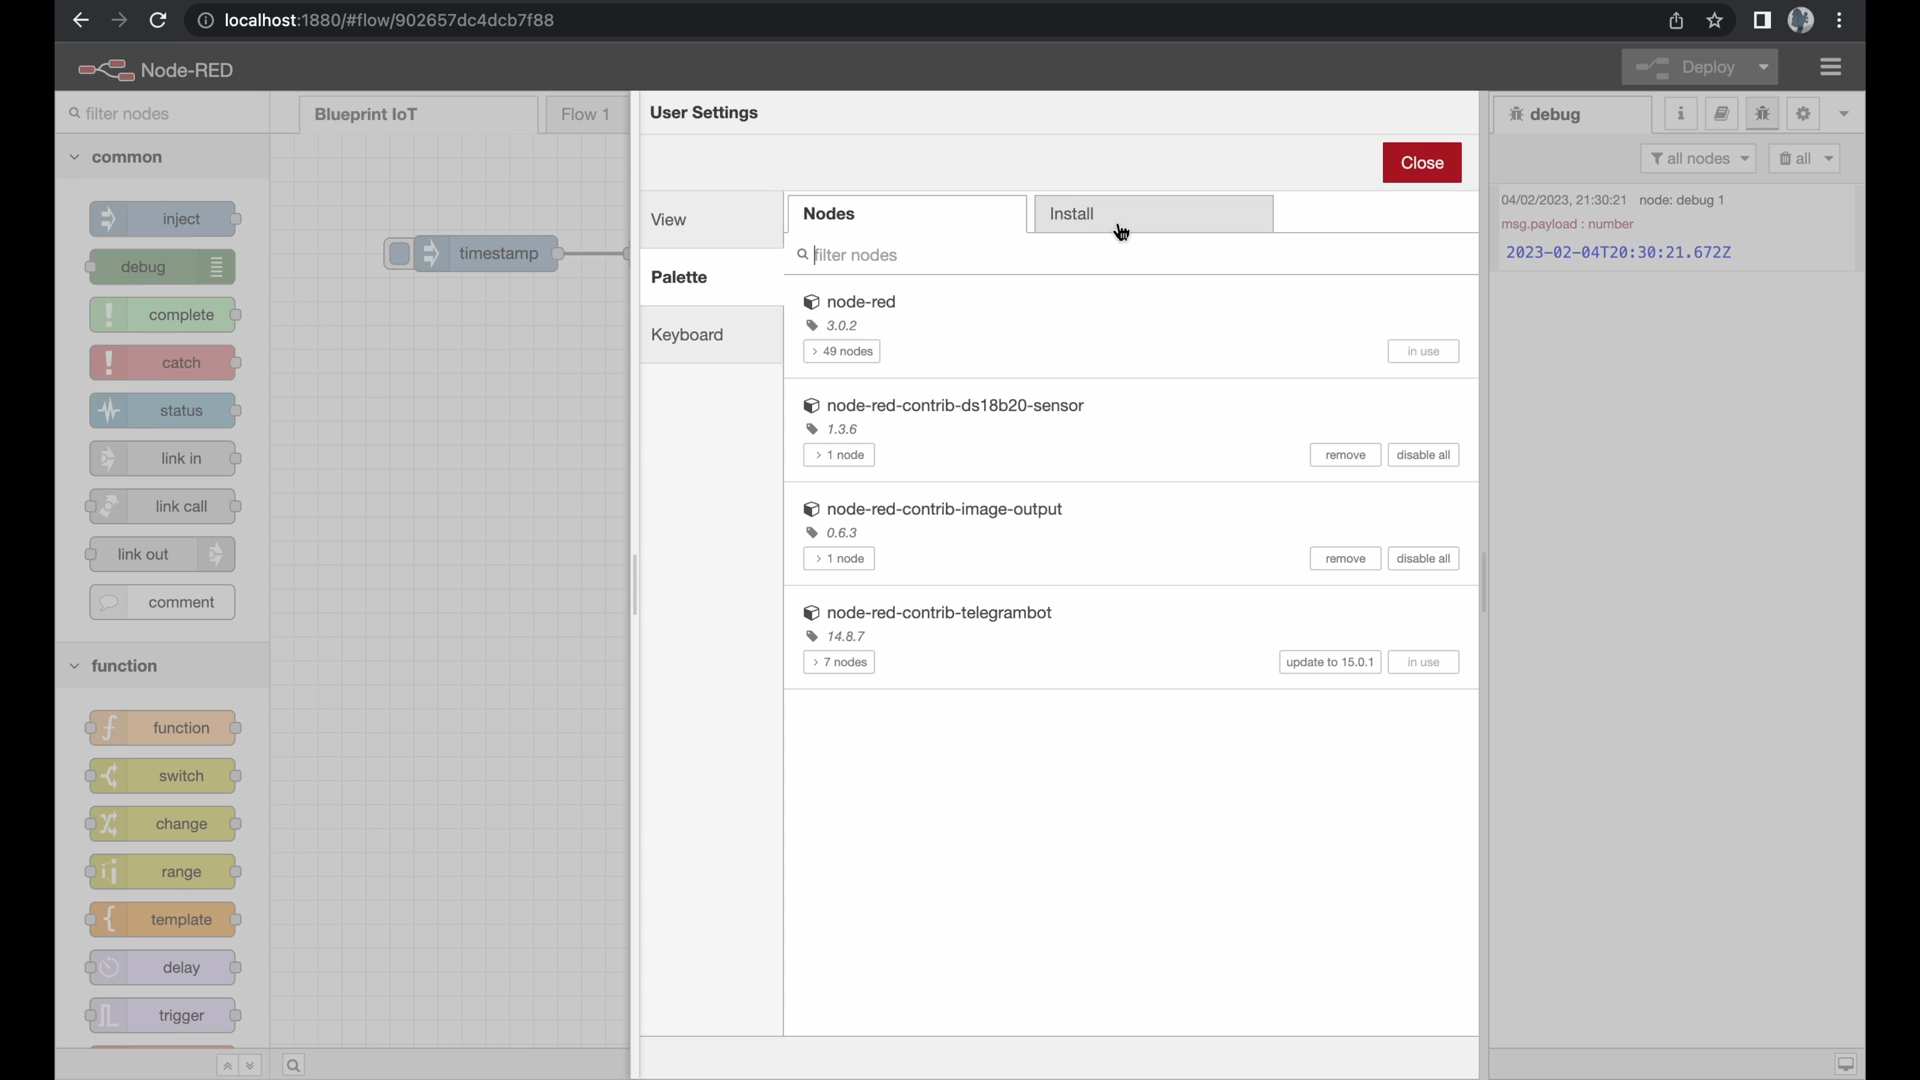 localhost:1880/#flow/902657dc4dcb7f88
Node-RED
Deploy
filter nodes
Blueprint IoT
Flow 1
common
inject
debug
complete
catch
status
link in
link call
link out
comment
function
function
switch
change
range
template
delay
trigger
timestamp
User Settings
Close
View
Palette
Keyboard
Nodes
Install
filter nodes
node-red
3.0.2
49 nodes
in use
node-red-contrib-ds18b20-sensor
1.3.6
1 node
remove
disable all
node-red-contrib-image-output
0.6.3
1 node
remove
disable all
node-red-contrib-telegrambot
14.8.7
7 nodes
update to 15.0.1
in use
debug
all nodes
all
04/02/2023, 21:30:21 node: debug 1
msg.payload : number
2023-02-04T20:30:21.672Z